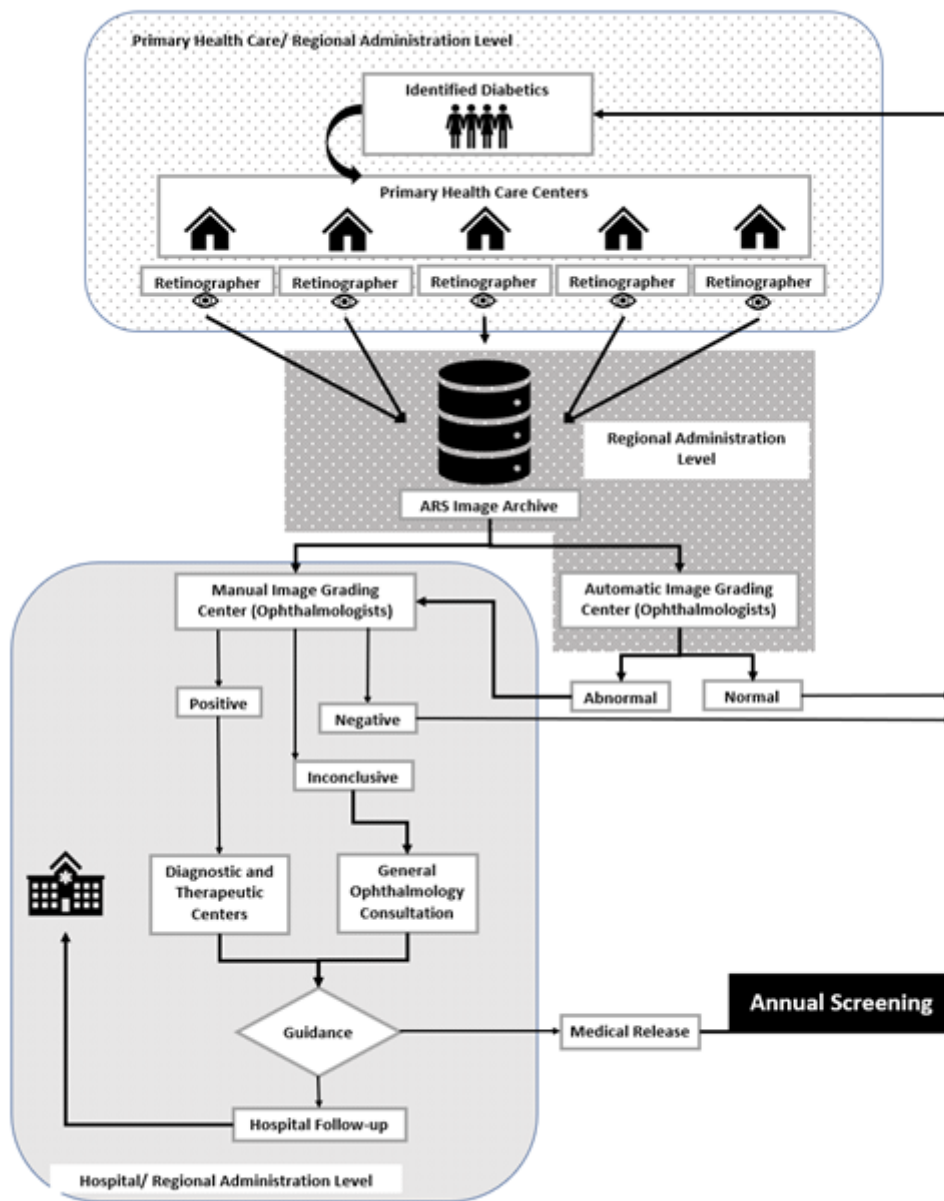 Primary Health Care/ Regional Administration Level
Identified Diabetics
Primary Health Care Centers
Retinographer
Retinographer
Retinographer
Retinographer
Retinographer
Regional Administration
Level
ARS Image Archive
Manual Image Grading
Center (Ophthalmologists)
Automatic Image Grading
Center (Ophthalmologists)
Abnormal
Normal
Positive
Negative
Inconclusive
Diagnostic and
Therapeutic
Centers
General
Ophthalmology
Consultation
Annual Screening
Guidance
Medical Release
Hospital Follow-up
Hospital/ Regional Administration Level